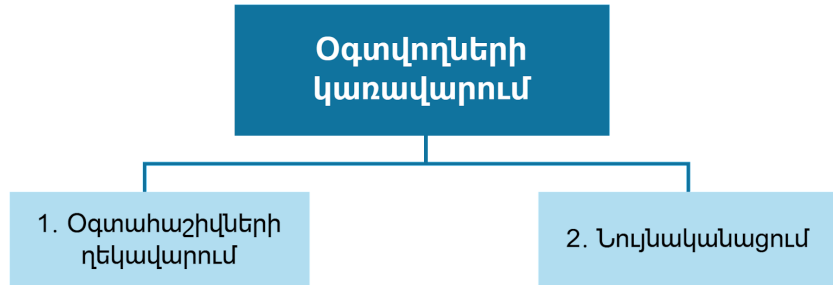 Օգտվողների
կառավարում
1. Օգտահաշիվների
ղեկավարում
2. Նույնականացում